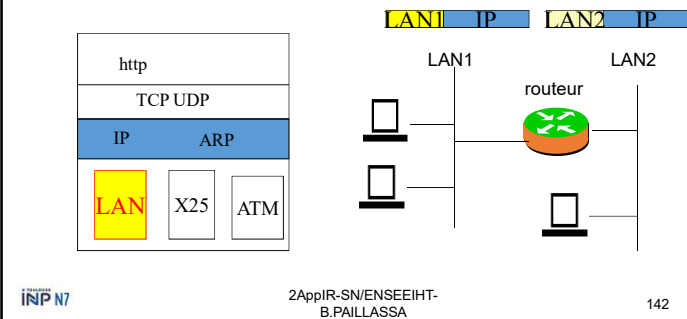 LAN1 IP LAN2 IP
http
TCP UDP
IP ARP
LAN X25 ATM
LAN1 LAN2
routeur
TOULOUSE
INP N7
2AppIR-SN/ENSEEIHT-
B.PAILLASSA
142